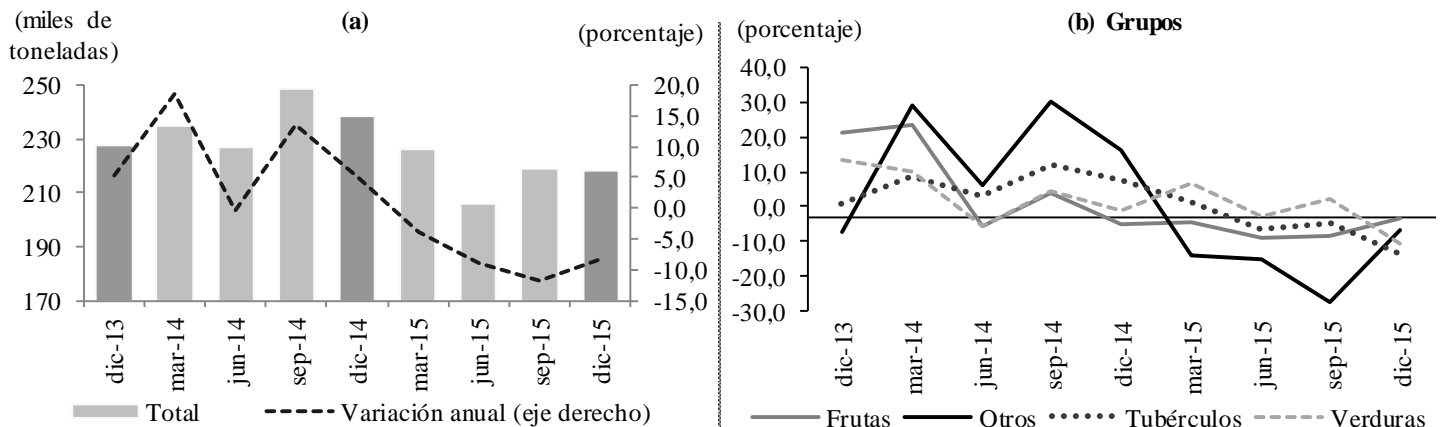 (miles de
toneladas)
(a)
(porcentaje)
250
230
210
190
170
20,0
15,0
10,0
5,0
0,0
-5,0
-10,0
-15,0
dic-13
mar-14
jun-14
sep-14
dic-14
mar-15
jun-15
sep-15
dic-15
Total
Variación anual (eje derecho)
(porcentaje)
(b) Grupos
40,0
30,0
20,0
10,0
0,0
-10,0
-20,0
-30,0
dic-13
mar-14
jun-14
sep-14
dic-14
mar-15
jun-15
sep-15
dic-15
Frutas
Otros
Tubérculos
Verduras